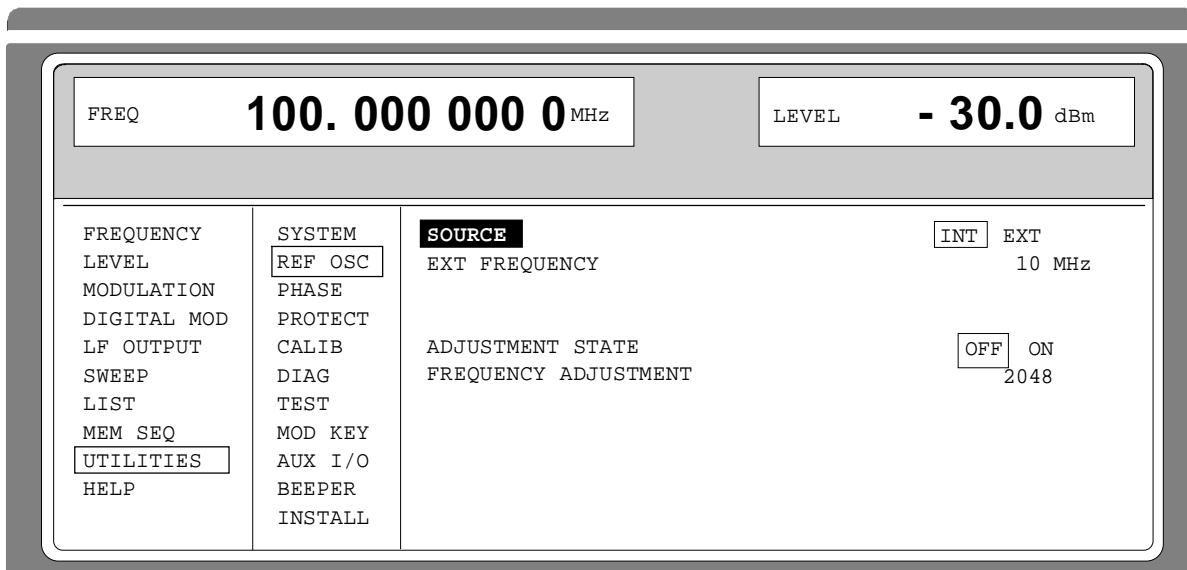 FREQ 100. 000 000 0 MHz LEVEL - 30.0 dBm
FREQUENCY SYSTEM SOURCE INT EXT
LEVEL REF OSC EXT FREQUENCY 10 MHz
MODULATION PHASE
DIGITAL MOD PROTECT
LF OUTPUT CALIB ADJUSTMENT STATE OFF ON
SWEEP DIAG FREQUENCY ADJUSTMENT 2048
LIST TEST
MEM SEQ MOD KEY
UTILITIES AUX I/O
HELP BEEPER
INSTALL